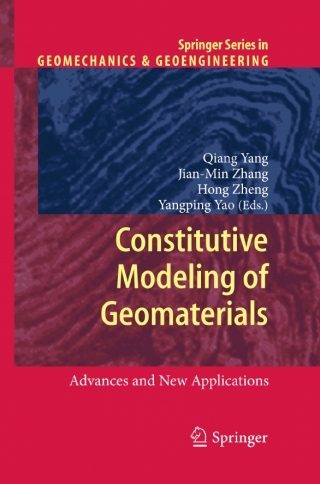 Springer Series in
GEOMECHANICS & GEOENGINEERING
Qiang Yang
Jian-Min Zhang
Hong Zheng
Yangping Yao (Eds.)
Constitutive
Modeling of
Geomaterials
Advances and New Applications
Springer